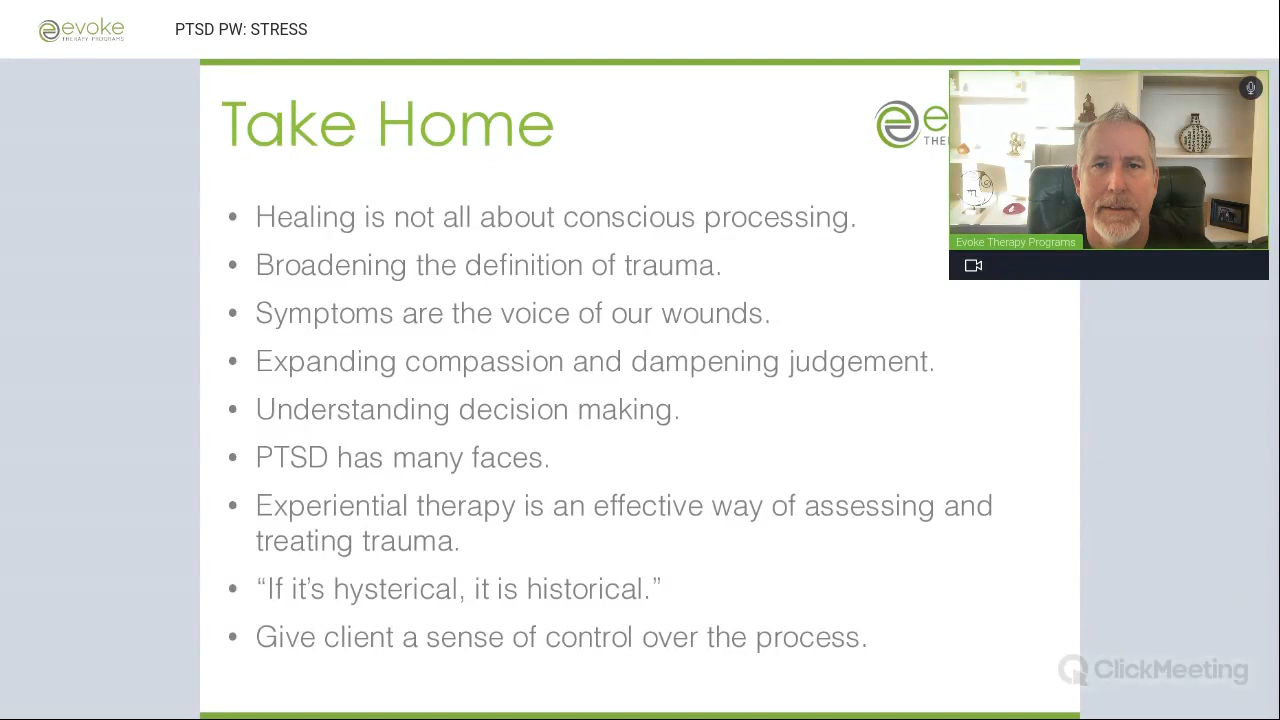 evoke
THERAPY PROGRAMS
PTSD PW: STRESS
Take Home
e
THE
Evoke Therapy Programs
• Healing is not all about conscious processing.
• Broadening the definition of trauma.
• Symptoms are the voice of our wounds.
• Expanding compassion and dampening judgement.
• Understanding decision making.
• PTSD has many faces.
• Experiential therapy is an effective way of assessing and
treating trauma.
• “If it’s hysterical, it is historical.”
• Give client a sense of control over the process.
ClickMeeting